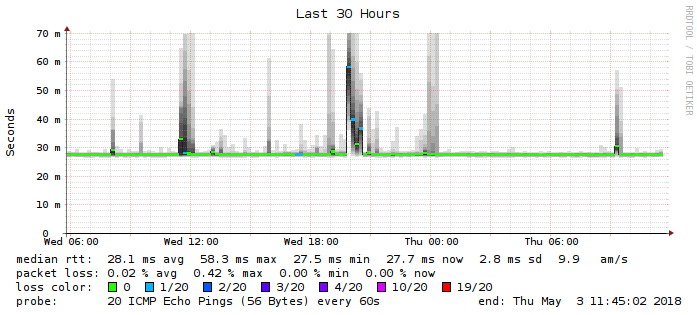 Last 30 Hours
RRDTOOL / TOBI OETIKER
Seconds
70 m
60 m
50 m
40 m
30 m
20 m
10 m
0
Wed 06:00 Wed 12:00 Wed 18:00 Thu 00:00 Thu 06:00
median rtt: 28.1 ms avg 58.3 ms max 27.5 ms min 27.7 ms now 2.8 ms sd 9.9 am/s
packet loss: 0.02 % avg 0.42 % max 0.00 % min 0.00 % now
loss color: 0 1/20 2/20 3/20 4/20 10/20 19/20
probe: 20 ICMP Echo Pings (56 Bytes) every 60s end: Thu May 3 11:45:02 2018